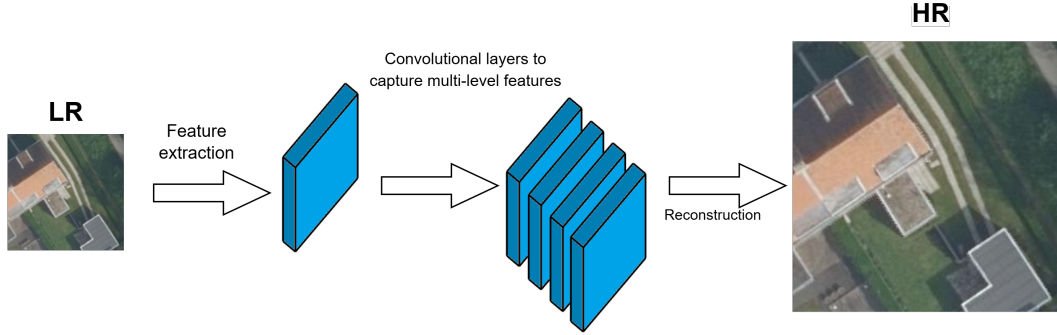 LR
Feature
extraction
Convolutional layers to
capture multi-level features
Reconstruction
HR